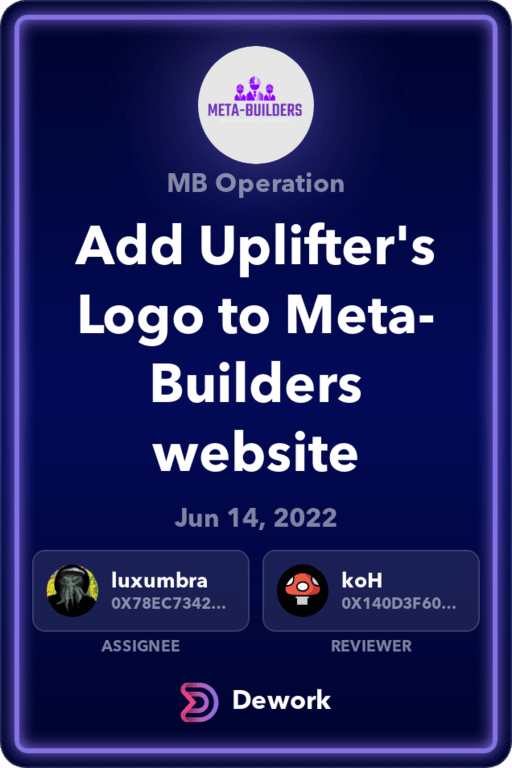 META-BUILDERS
MB Operation
Add Uplifter's
Logo to Meta-
Builders
website
Jun 14, 2022
luxumbra
0X78EC7342...
koH
0X140D3F60...
ASSIGNEE
REVIEWER
Dework